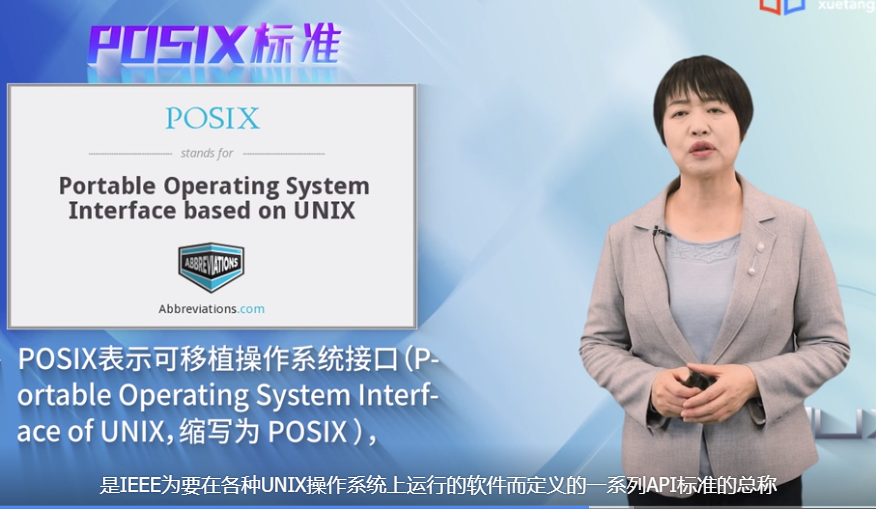 xuetang
POSIX标准
POSIX
stands for
Portable Operating System
Interface based on UNIX
ABBREVIATIONS
Abbreviations.com
POSIX表示可移植操作系统接口（P-
ortable Operating System Interf-
ace of UNIX，缩写为 POSIX ），
是IEEE为要在各种UNIX操作系统上运行的软件而定义的一系列API标准的总称